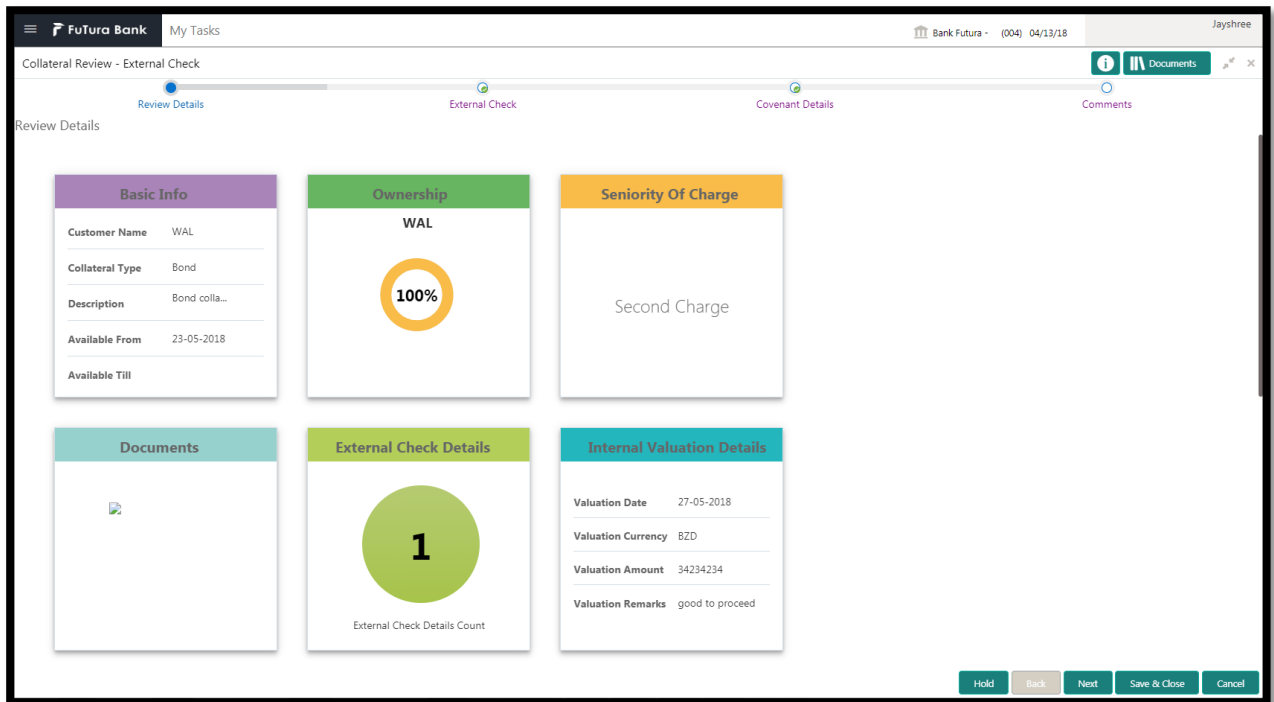 FuTura Bank My Tasks Bank Futura - (004) 04/13/18 Jayshree
Collateral Review - External Check i Documents
Review Details External Check Covenant Details Comments
Review Details
Basic Info
Customer Name WAL
Collateral Type Bond
Description Bond colla...
Available From 23-05-2018
Available Till
Ownership
WAL
100%
Seniority Of Charge
Second Charge
Documents
External Check Details
1
External Check Details Count
Internal Valuation Details
Valuation Date 27-05-2018
Valuation Currency BZD
Valuation Amount 34234234
Valuation Remarks good to proceed
Hold Back Next Save & Close Cancel